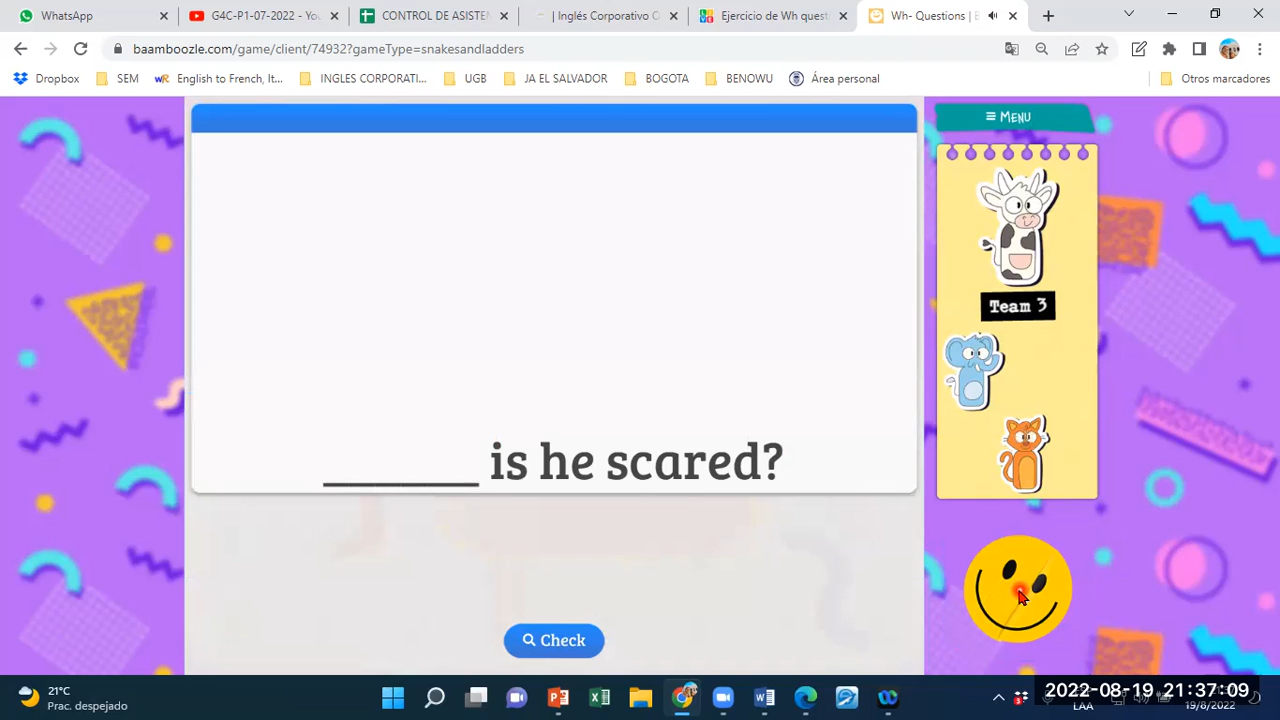 WhatsApp
G4C-P1-07-2022 - Yo
CONTROL DE ASISTEN
| Inglés Corporativo O
Ejercicio de Wh quest
Wh- Questions | B
baamboozle.com/game/client/74932?gameType=snakesandladders
Dropbox
SEM
English to French, It...
INGLES CORPORATI...
UGB
JA EL SALVADOR
BOGOTA
BENOWU
Área personal
Otros marcadores
MENU
Team 3
________ is he scared?
Check
21°C
Prac. despejado
LAA
2022-08-19 21:37:09
19/8/2022